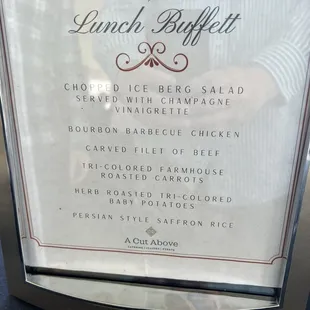 Lunch Buffett
CHOPPED ICE BERG SALAD
SERVED WITH CHAMPAGNE
VINAIGRETTE
BOURBON BARBECUE CHICKEN
CARVED FILET OF BEEF
TRI-COLORED FARMHOUSE
ROASTED CARROTS
HERB ROASTED TRI-COLORED
BABY POTATOES
PERSIAN STYLE SAFFRON RICE
A Cut Above